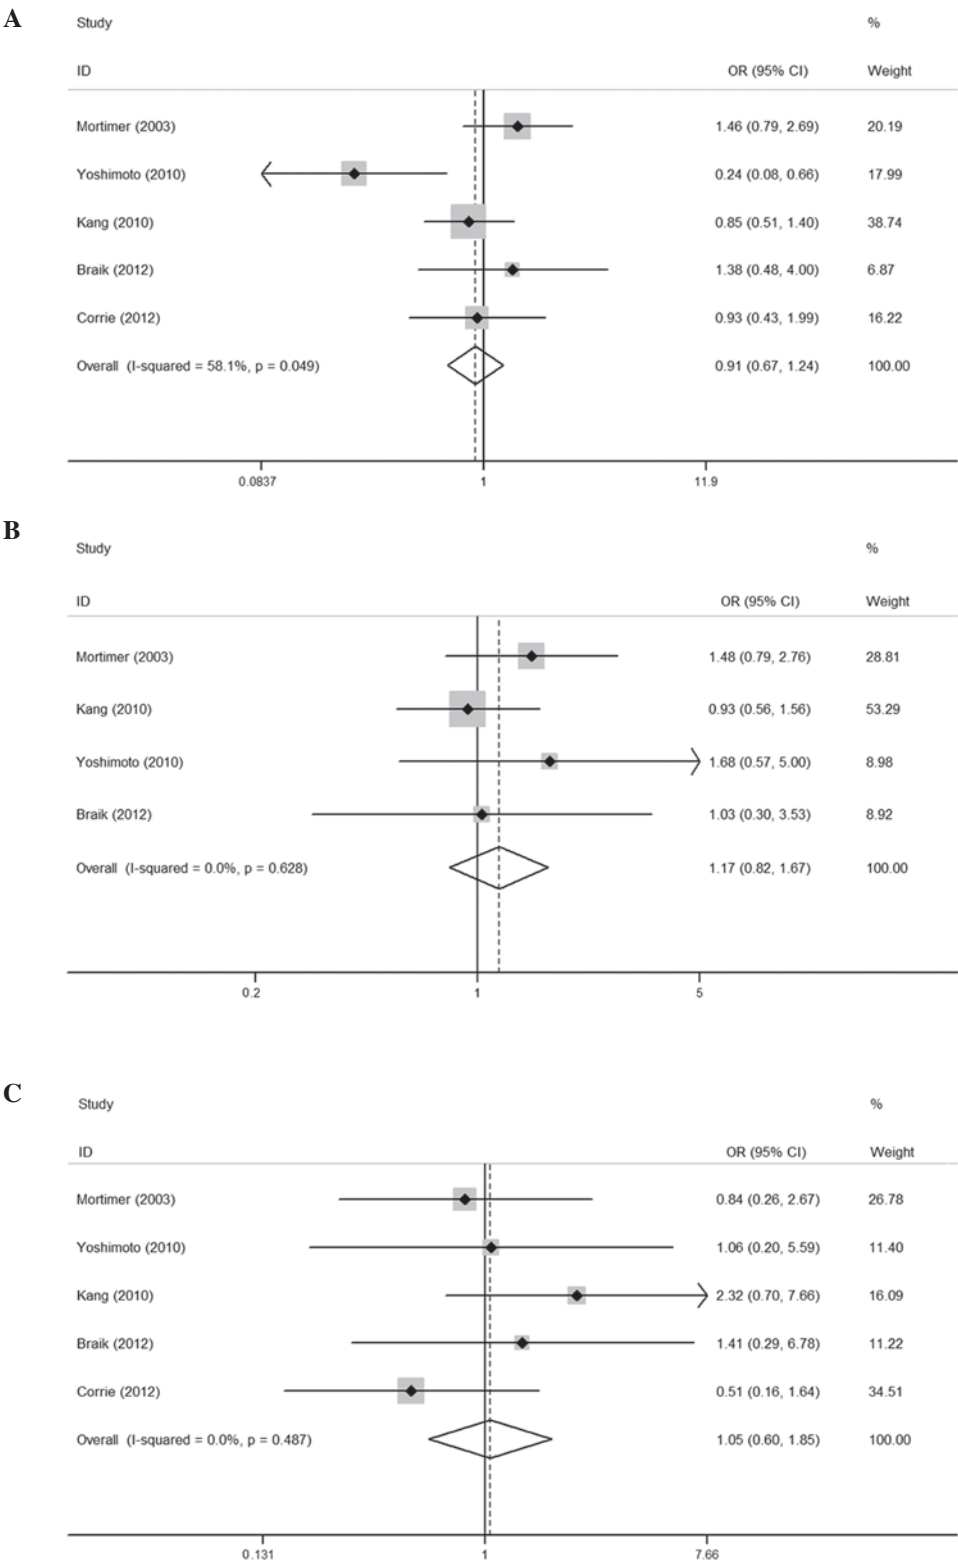 A
Study %
ID OR (95% CI) Weight
Mortimer (2003) 1.46 (0.79, 2.69) 20.19
Yoshimoto (2010) 0.24 (0.08, 0.66) 17.99
Kang (2010) 0.85 (0.51, 1.40) 38.74
Braik (2012) 1.38 (0.48, 4.00) 6.87
Corrie (2012) 0.93 (0.43, 1.99) 16.22
Overall (I-squared = 58.1%, p = 0.049) 0.91 (0.67, 1.24) 100.00
0.0837 1 11.9
B
Study %
ID OR (95% CI) Weight
Mortimer (2003) 1.48 (0.79, 2.76) 28.81
Kang (2010) 0.93 (0.56, 1.56) 53.29
Yoshimoto (2010) 1.68 (0.57, 5.00) 8.98
Braik (2012) 1.03 (0.30, 3.53) 8.92
Overall (I-squared = 0.0%, p = 0.628) 1.17 (0.82, 1.67) 100.00
0.2 1 5
C
Study %
ID OR (95% CI) Weight
Mortimer (2003) 0.84 (0.26, 2.67) 26.78
Yoshimoto (2010) 1.06 (0.20, 5.59) 11.40
Kang (2010) 2.32 (0.70, 7.66) 16.09
Braik (2012) 1.41 (0.29, 6.78) 11.22
Corrie (2012) 0.51 (0.16, 1.64) 34.51
Overall (I-squared = 0.0%, p = 0.487) 1.05 (0.60, 1.85) 100.00
0.131 1 7.66